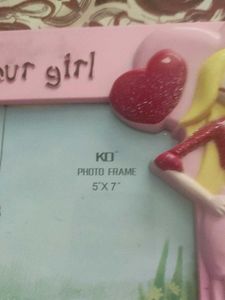 our girl
KD
PHOTO FRAME
5"X 7"